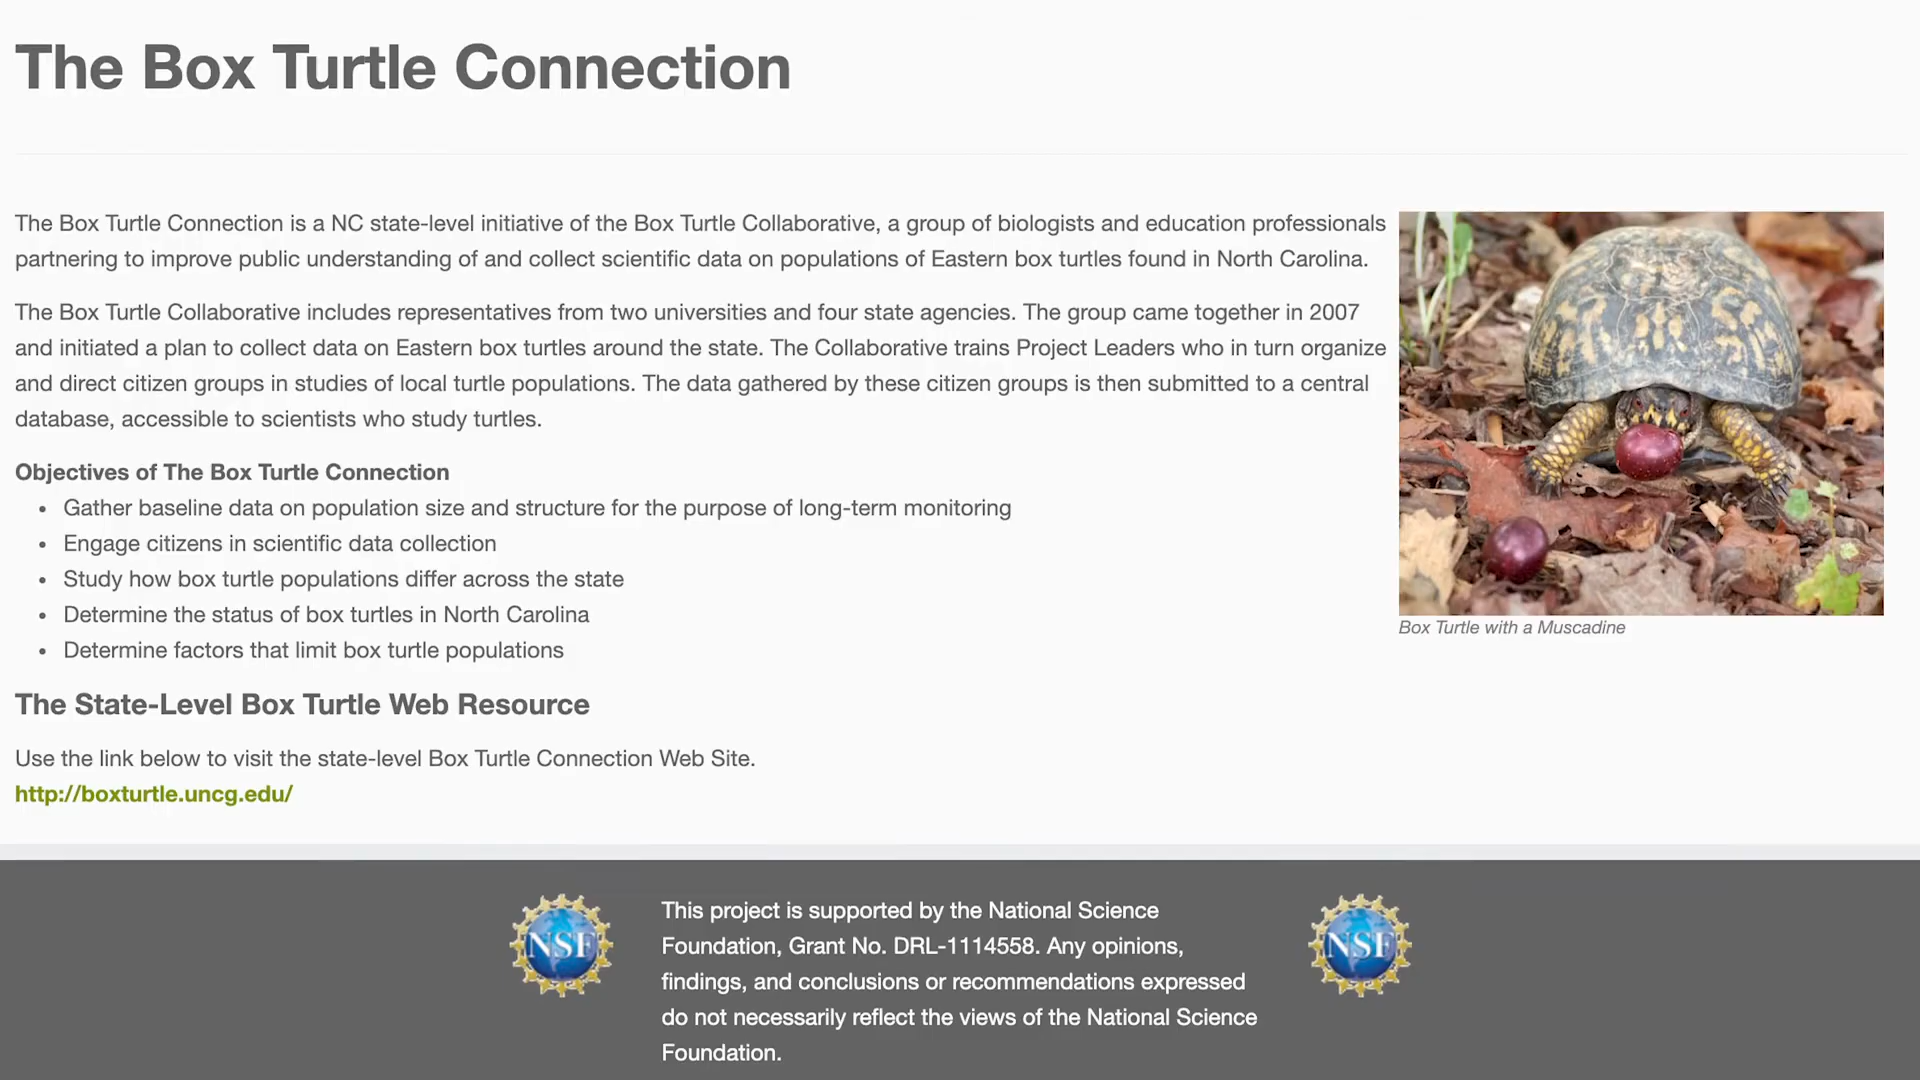 The Box Turtle Connection
The Box Turtle Connection is a NC state-level initiative of the Box Turtle Collaborative, a group of biologists and education professionals
partnering to improve public understanding of and collect scientific data on populations of Eastern box turtles found in North Carolina.
The Box Turtle Collaborative includes representatives from two universities and four state agencies. The group came together in 2007
and initiated a plan to collect data on Eastern box turtles around the state. The Collaborative trains Project Leaders who in turn organize
and direct citizen groups in studies of local turtle populations. The data gathered by these citizen groups is then submitted to a central
database, accessible to scientists who study turtles.
Objectives of The Box Turtle Connection
• Gather baseline data on population size and structure for the purpose of long-term monitoring
• Engage citizens in scientific data collection
• Study how box turtle populations differ across the state
• Determine the status of box turtles in North Carolina
• Determine factors that limit box turtle populations
Box Turtle with a Muscadine
The State-Level Box Turtle Web Resource
Use the link below to visit the state-level Box Turtle Connection Web Site.
http://boxturtle.uncg.edu/
NSF
This project is supported by the National Science
Foundation, Grant No. DRL-1114558. Any opinions,
findings, and conclusions or recommendations expressed
do not necessarily reflect the views of the National Science
Foundation.
NSF